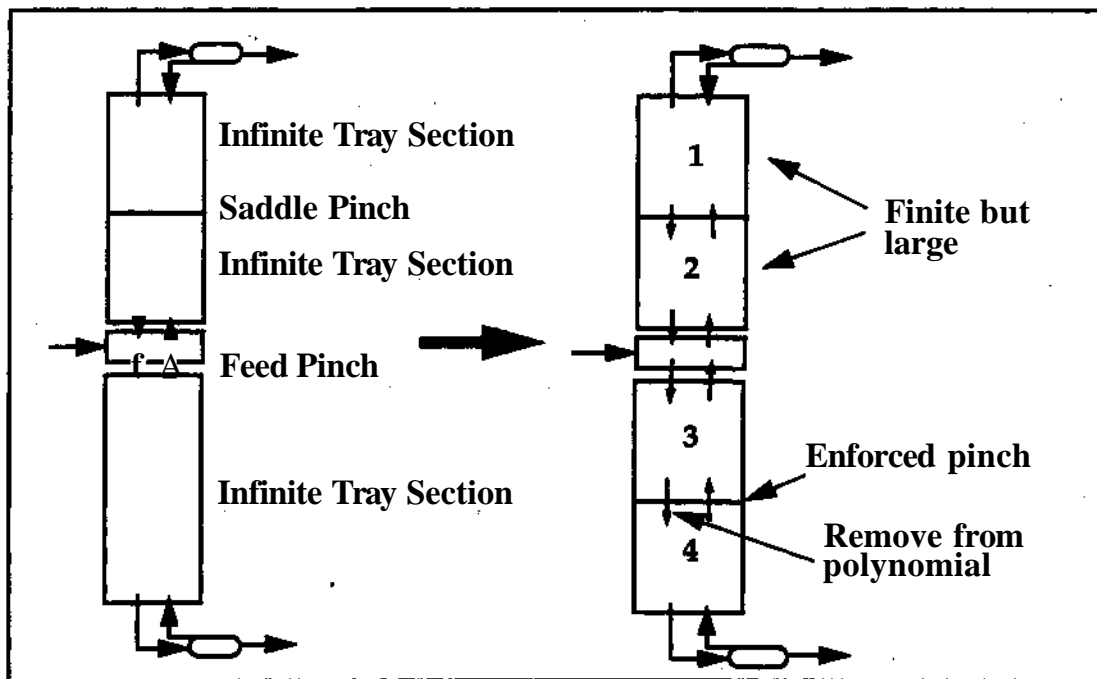 Infinite Tray Section
Saddle Pinch
Infinite Tray Section
f Δ
Feed Pinch
Infinite Tray Section
1
2
3
4
Finite but
large
Enforced pinch
Remove from
polynomial